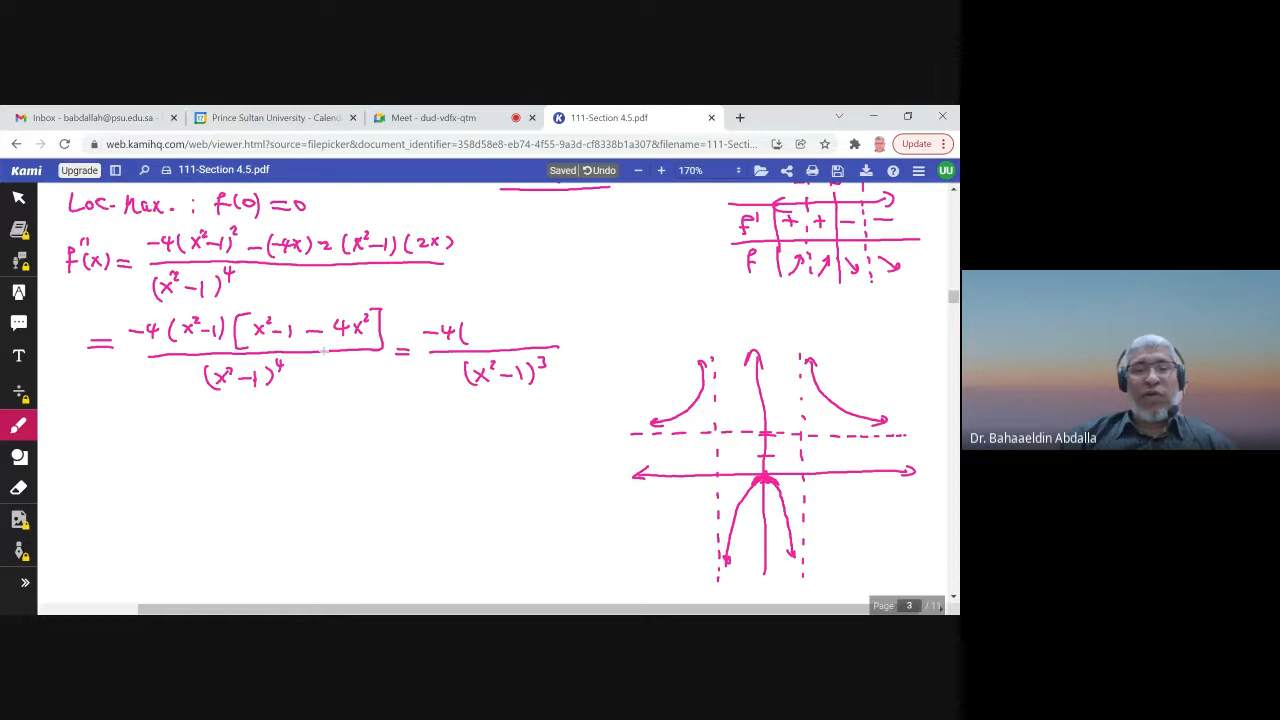 Inbox - babdallah@psu.edu.sa -
Prince Sultan University - Calend
Meet - dud-vdfx-qtm
111-Section 4.5.pdf
web.kamihq.com/web/viewer.html?source=filepicker&document_identifier=358d58e8-eb74-4f55-9a3d-cf8338b1a307&filename=111-Secti...
Update
Kami
Upgrade
111-Section 4.5.pdf
Saved
Undo
170%
UU
Loc. Max. : f(0) = 0
f''(x) = \frac{-4(x²-1)² - (-4x) 2 (x²-1) (2x)}{(x²-1)⁴}
= \frac{-4(x²-1) [x²-1 - 4x²]}{(x²-1)⁴} = \frac{-4(}{(x²-1)³}
f' + + - -
f ↗ ↗ ↘ ↘
T
Dr. Bahaaeldin Abdalla
Page 3 / 11